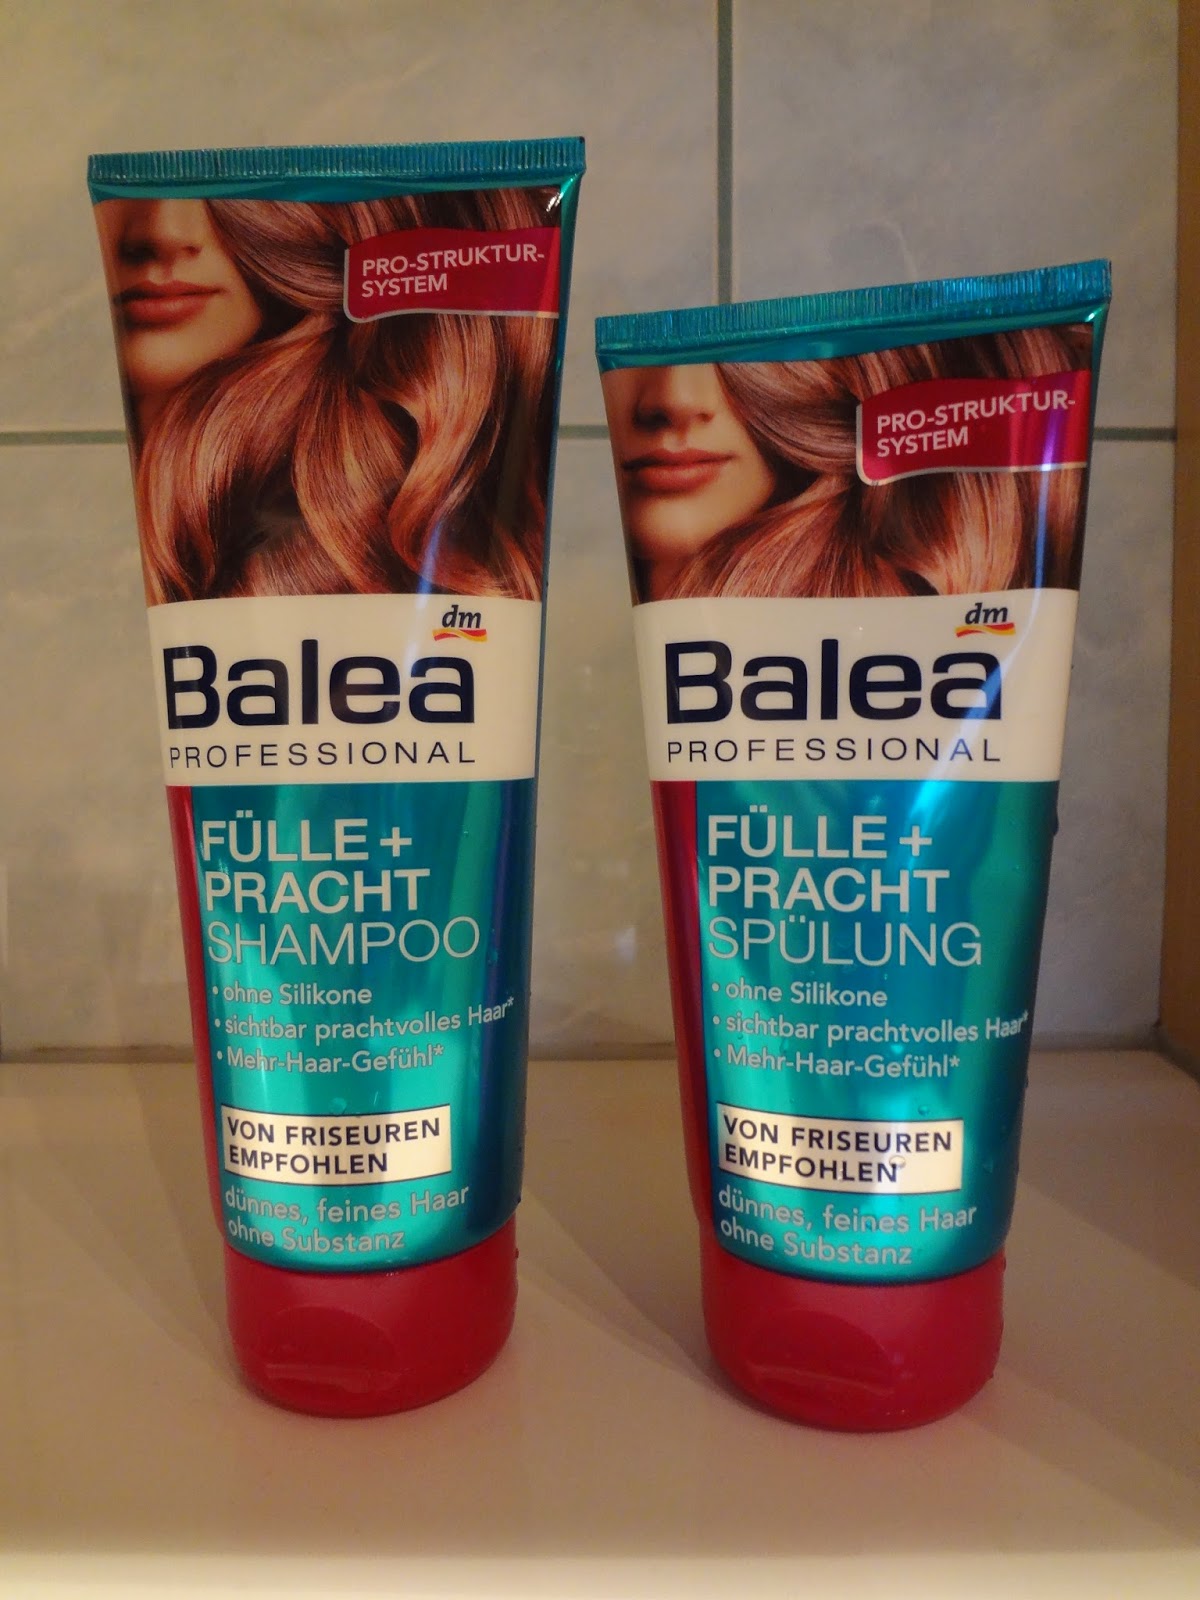 PRO-STRUKTUR-
SYSTEM
dm
Balea
PROFESSIONAL
FÜLLE +
PRACHT
SHAMPOO
• ohne Silikone
• sichtbar prachtvolles Haar*
• Mehr-Haar-Gefühl*
VON FRISEUREN
EMPFOHLEN
dünnes, feines Haar
ohne Substanz
PRO-STRUKTUR-
SYSTEM
dm
Balea
PROFESSIONAL
FÜLLE +
PRACHT
SPÜLUNG
• ohne Silikone
• sichtbar prachtvolles Haar*
• Mehr-Haar-Gefühl*
VON FRISEUREN
EMPFOHLEN
dünnes, feines Haar
ohne Substanz